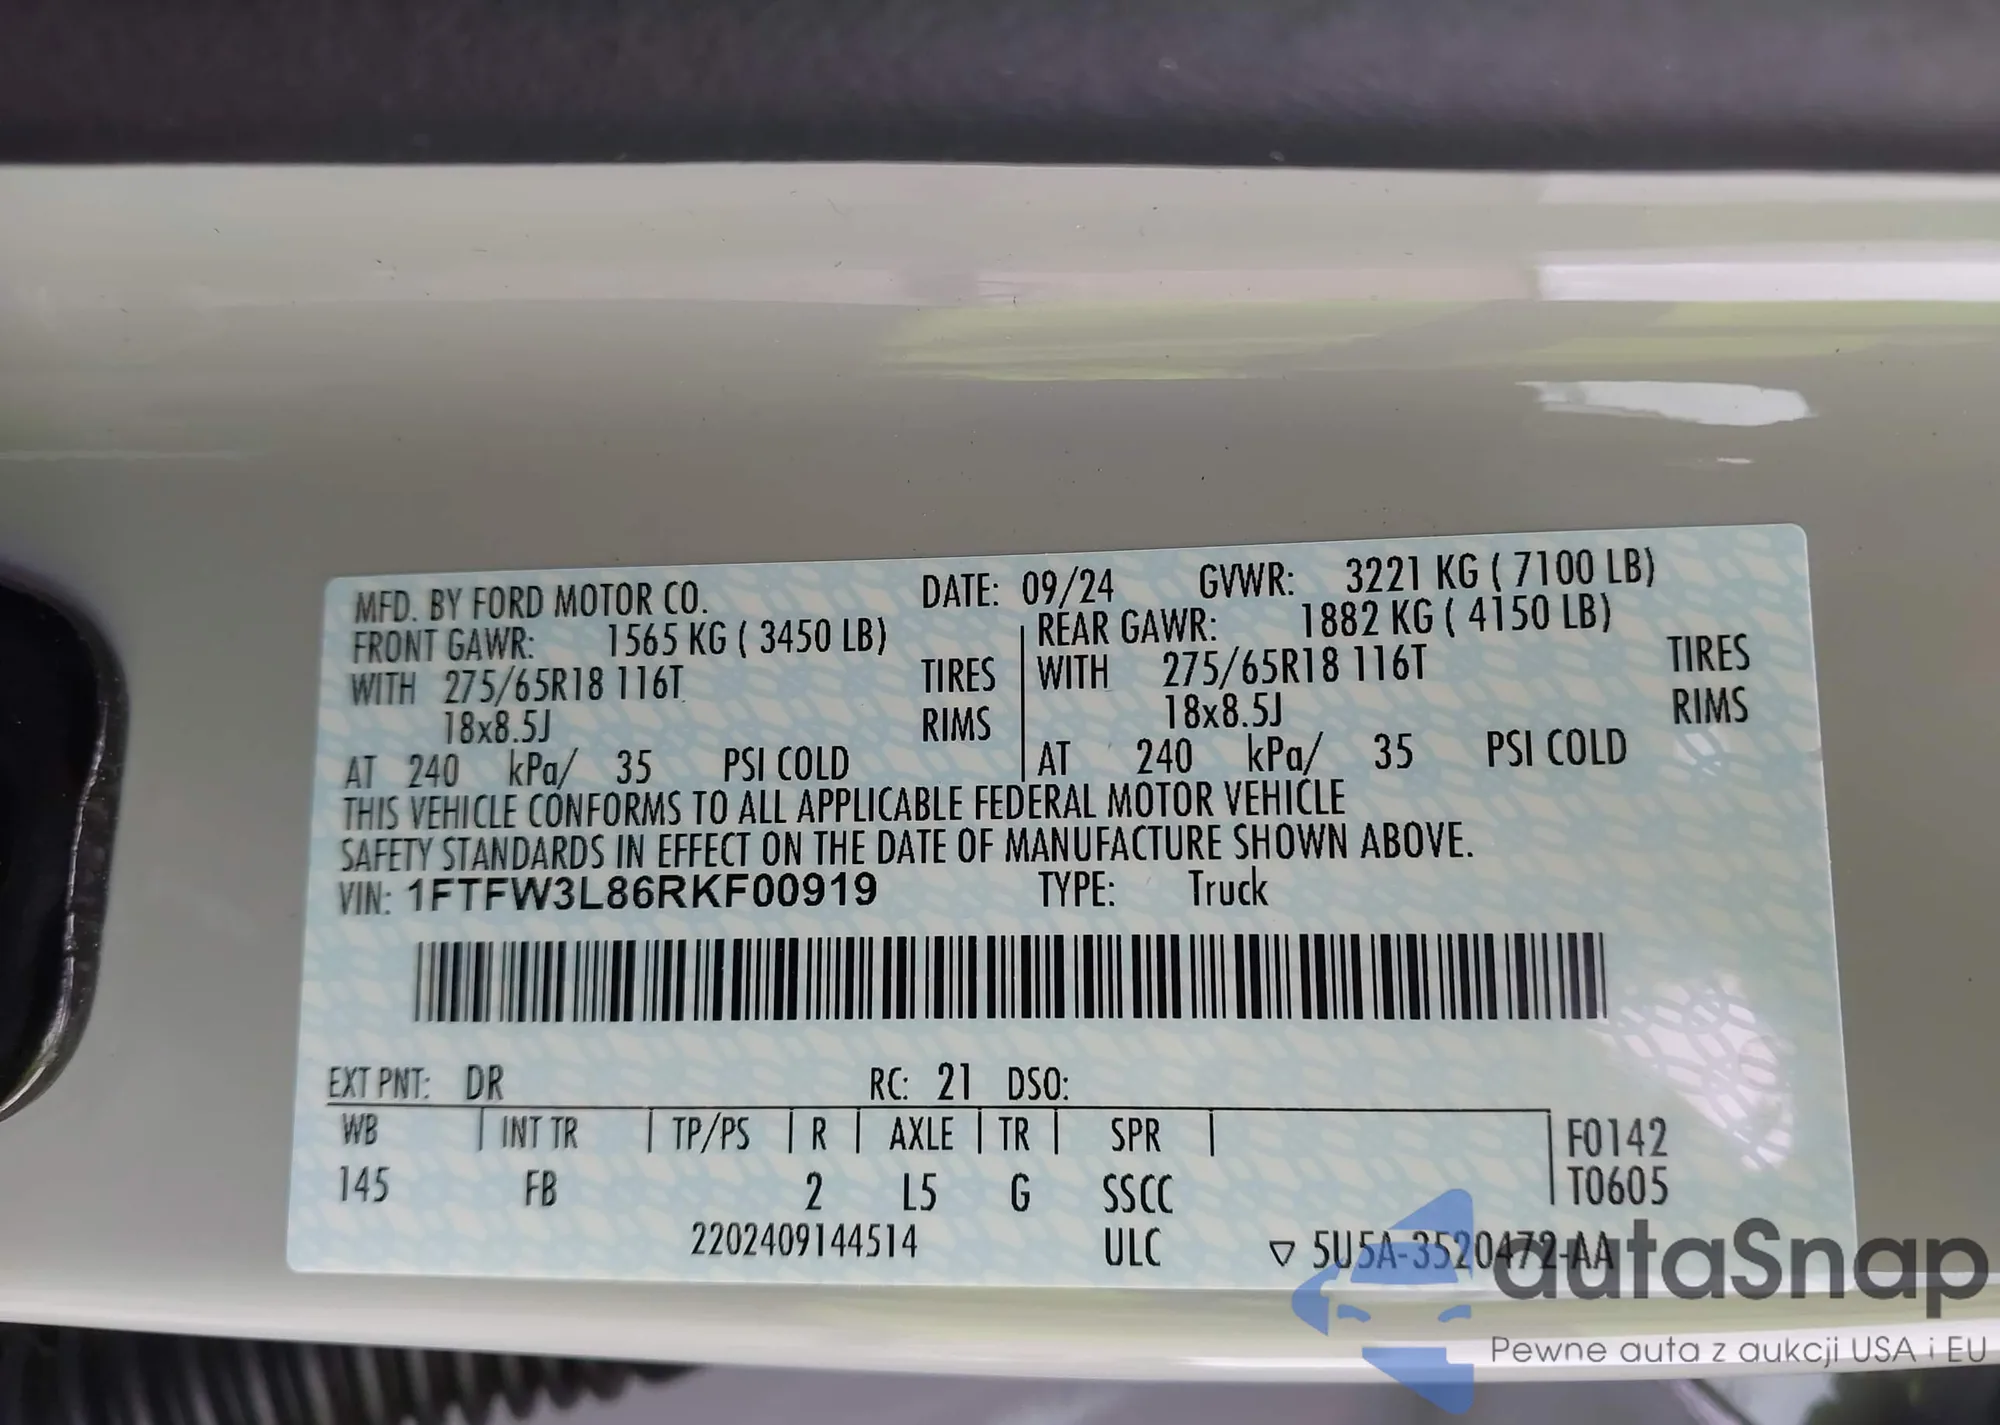 MFD. BY FORD MOTOR CO. DATE: 09/24 GVWR: 3221 KG ( 7100 LB)
FRONT GAWR: 1565 KG ( 3450 LB) REAR GAWR: 1882 KG ( 4150 LB)
WITH 275/65R18 116T TIRES WITH 275/65R18 116T TIRES
18x8.5J RIMS 18x8.5J RIMS
AT 240 kPa/ 35 PSI COLD AT 240 kPa/ 35 PSI COLD
THIS VEHICLE CONFORMS TO ALL APPLICABLE FEDERAL MOTOR VEHICLE
SAFETY STANDARDS IN EFFECT ON THE DATE OF MANUFACTURE SHOWN ABOVE.
VIN: 1FTFW3L86RKF00919 TYPE: Truck
EXT PNT: DR RC: 21 DSO:
WB INT TR TP/PS R AXLE TR SPR F0142
145 FB 2 L5 G SSCC T0605
2202409144514 ULC ▽ 5U5A-3520472-AA
autaSnap
Pewne auta z aukcji USA i EU